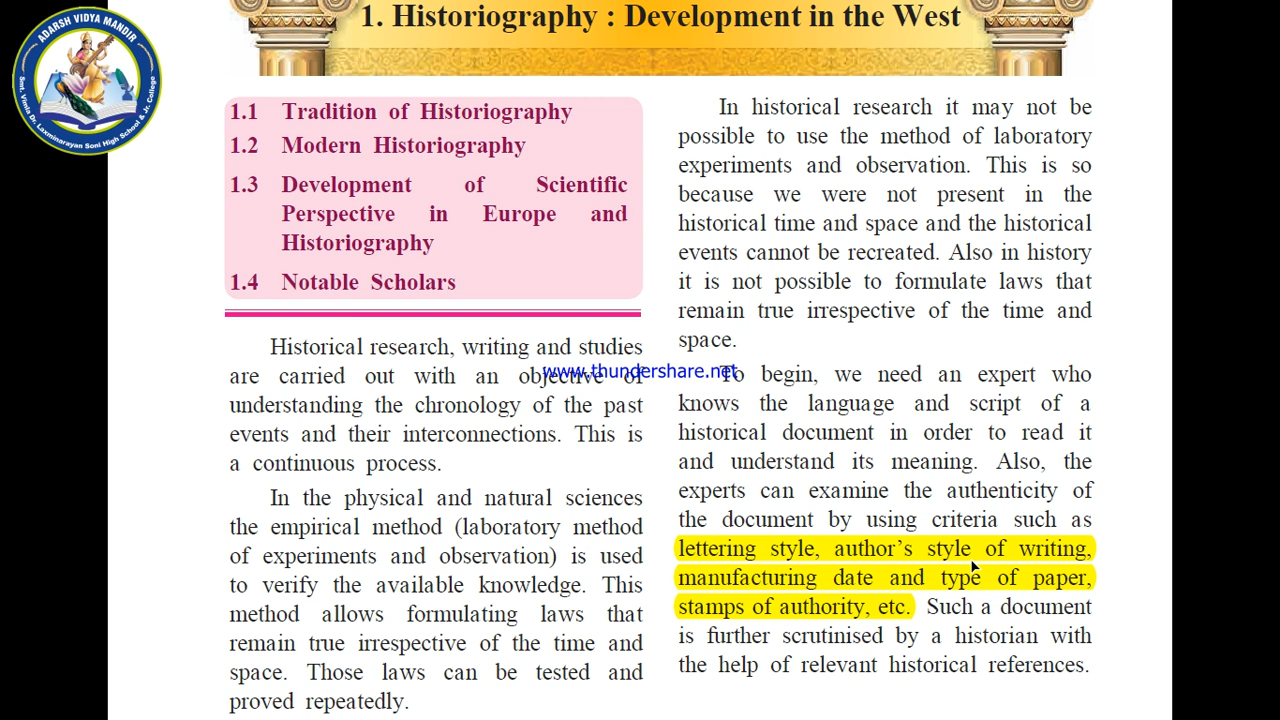 ADARSH VIDYA MANDIR
Smt. Vimla Dr. Laxminarayan Soni High School & Jr. College
1. Historiography : Development in the West
1.1 Tradition of Historiography
1.2 Modern Historiography
1.3 Development of Scientific
Perspective in Europe and
Historiography
1.4 Notable Scholars
Historical research, writing and studies
are carried out with an objective of
understanding the chronology of the past
events and their interconnections. This is
a continuous process.
In the physical and natural sciences
the empirical method (laboratory method
of experiments and observation) is used
to verify the available knowledge. This
method allows formulating laws that
remain true irrespective of the time and
space. Those laws can be tested and
proved repeatedly.
In historical research it may not be
possible to use the method of laboratory
experiments and observation. This is so
because we were not present in the
historical time and space and the historical
events cannot be recreated. Also in history
it is not possible to formulate laws that
remain true irrespective of the time and
space.
www.thundershare.net
To begin, we need an expert who
knows the language and script of a
historical document in order to read it
and understand its meaning. Also, the
experts can examine the authenticity of
the document by using criteria such as
lettering style, author's style of writing,
manufacturing date and type of paper,
stamps of authority, etc. Such a document
is further scrutinised by a historian with
the help of relevant historical references.